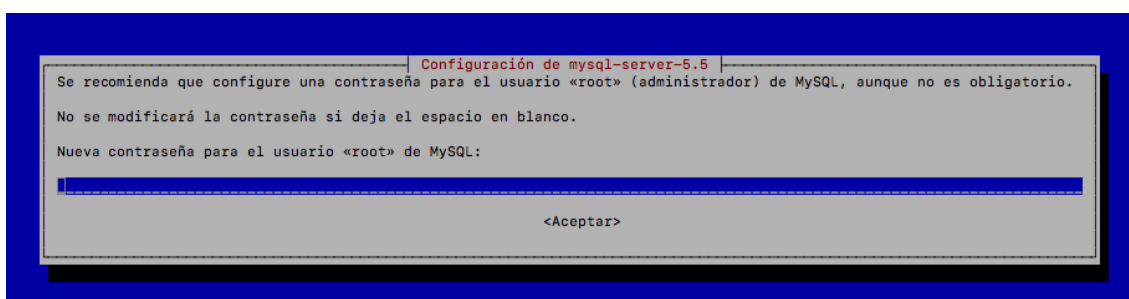 Configuración de mysql-server-5.5
Se recomienda que configure una contraseña para el usuario «root» (administrador) de MySQL, aunque no es obligatorio.
No se modificará la contraseña si deja el espacio en blanco.
Nueva contraseña para el usuario «root» de MySQL:
<Aceptar>